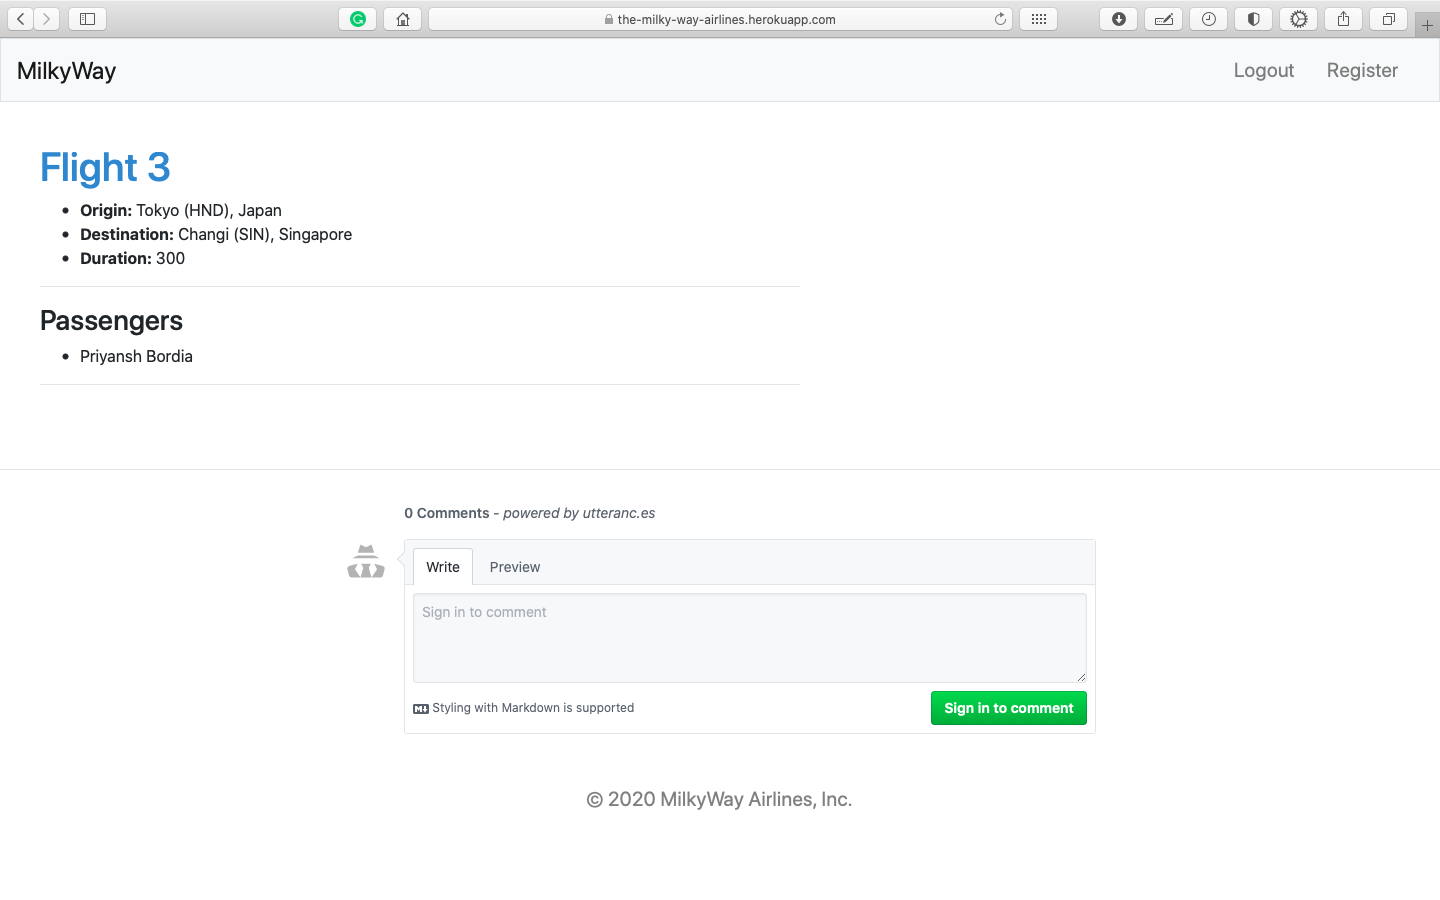 the-milky-way-airlines.herokuapp.com
MilkyWay
Logout
Register
Flight 3
Origin: Tokyo (HND), Japan
Destination: Changi (SIN), Singapore
Duration: 300
Passengers
Priyansh Bordia
0 Comments - powered by utteranc.es
Write
Preview
Sign in to comment
Styling with Markdown is supported
Sign in to comment
© 2020 MilkyWay Airlines, Inc.